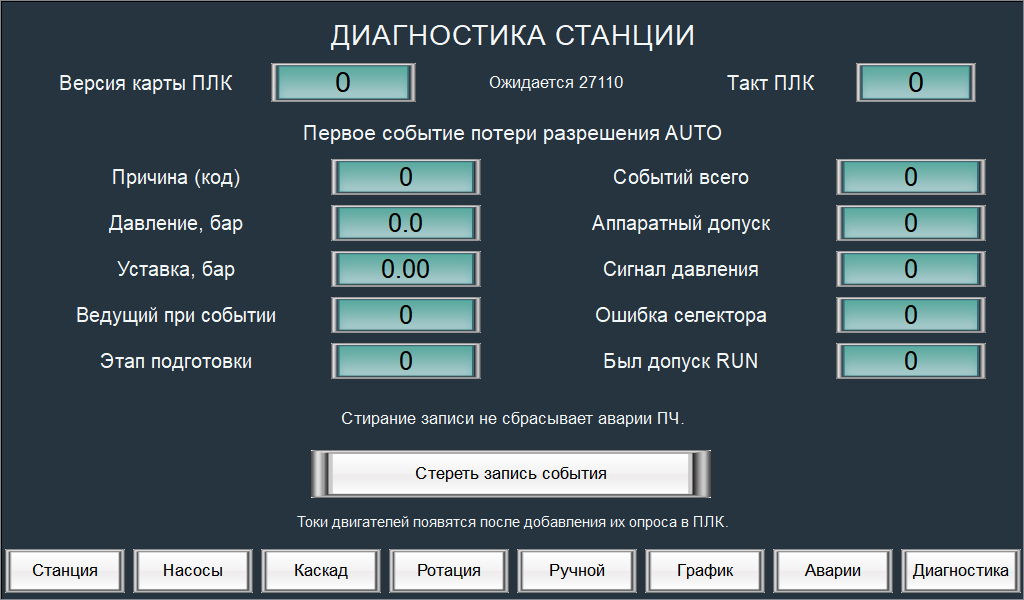 ДИАГНОСТИКА СТАНЦИИ
Версия карты ПЛК 0 Ожидается 27110 Такт ПЛК 0
Первое событие потери разрешения AUTO
Причина (код) 0 Событий всего 0
Давление, бар 0.0 Аппаратный допуск 0
Уставка, бар 0.00 Сигнал давления 0
Ведущий при событии 0 Ошибка селектора 0
Этап подготовки 0 Был допуск RUN 0
Стирание записи не сбрасывает аварии ПЧ.
Стереть запись события
Токи двигателей появятся после добавления их опроса в ПЛК.
Станция Насосы Каскад Ротация Ручной График Аварии Диагностика